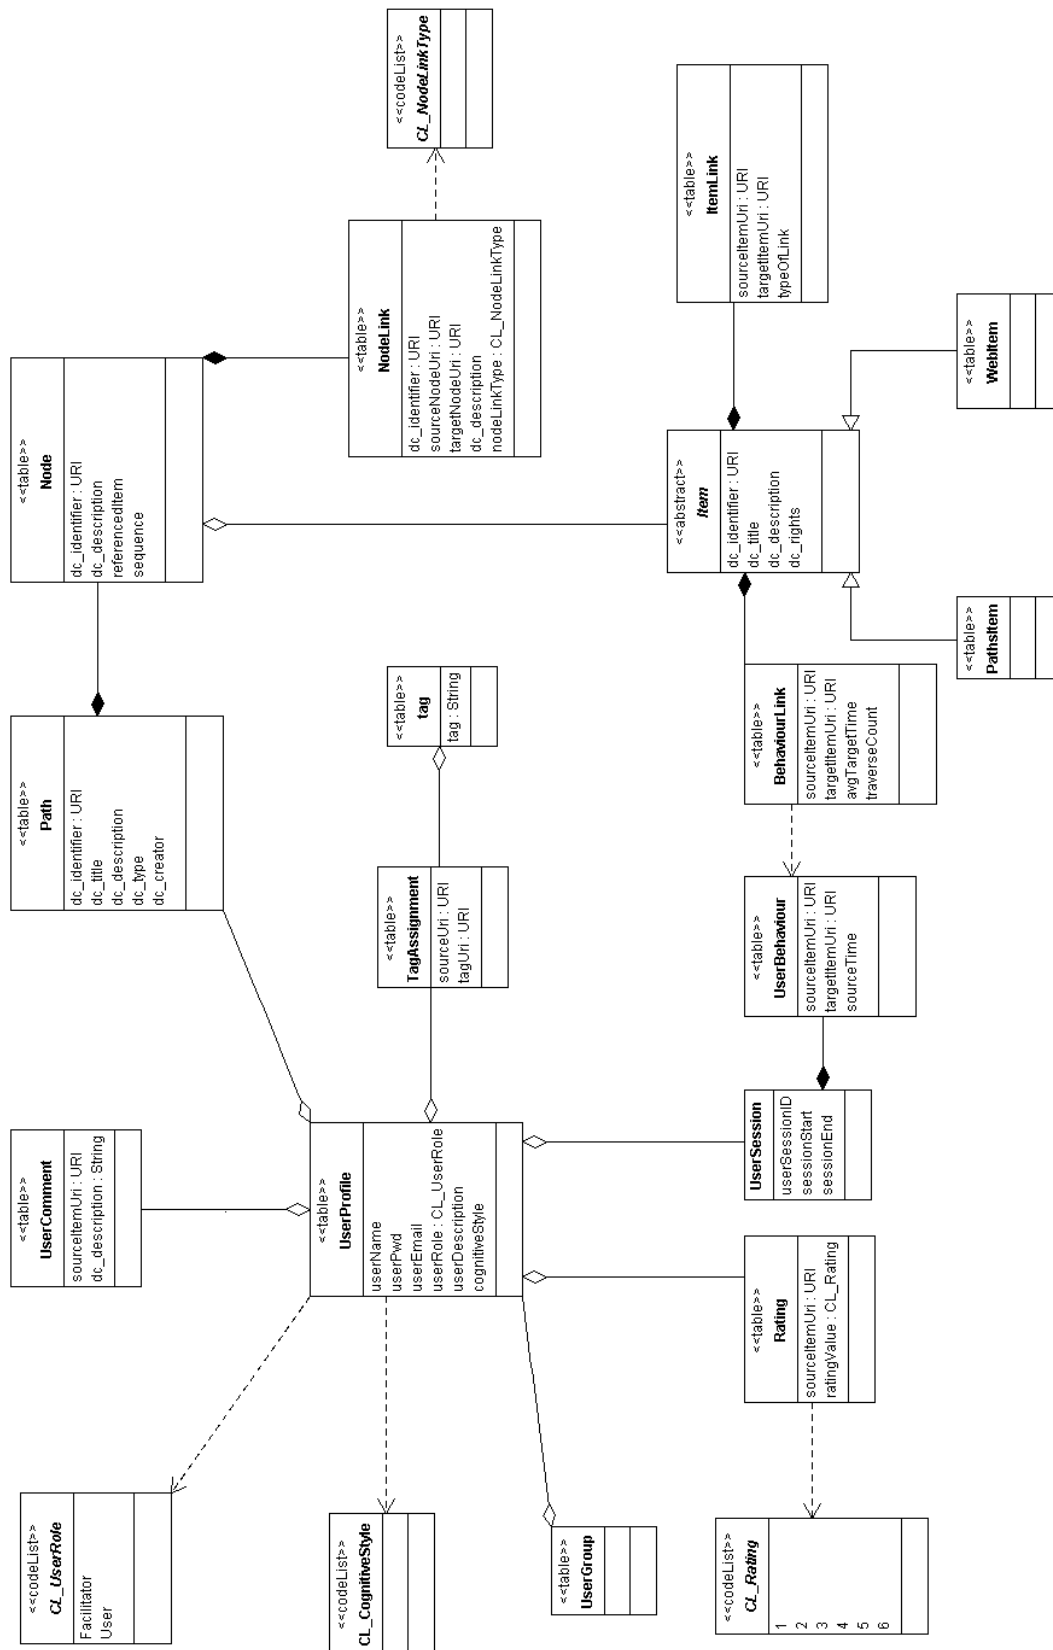 <<codeList>>
CL_UserRole
Facilitator
User
<<table>>
UserComment
sourceItemUri : URI
dc_description : String
<<table>>
Path
dc_identifier : URI
dc_title
dc_description
dc_type
dc_creator
<<table>>
Node
dc_identifier : URI
dc_description
referencedItem
sequence
<<codeList>>
CL_CognitiveStyle
<<table>>
UserProfile
userName
userPwd
userEmail
userRole : CL_UserRole
userDescription
cognitiveStyle
<<table>>
TagAssignment
sourceUri : URI
tagUri : URI
<<table>>
tag
tag : String
<<table>>
NodeLink
dc_identifier : URI
sourceNodeUri : URI
targetNodeUri : URI
dc_description
nodeLinkType : CL_NodeLinkType
<<codeList>>
CL_NodeLinkType
<<table>>
UserGroup
<<codeList>>
CL_Rating
1
2
3
4
5
6
<<table>>
Rating
sourceItemUri : URI
ratingValue : CL_Rating
UserSession
userSessionID
sessionStart
sessionEnd
<<table>>
UserBehaviour
sourceItemUri : URI
targetItemUri : URI
sourceTime
<<table>>
BehaviourLink
sourceItemUri : URI
targetItemUri : URI
avgTargetTime
traverseCount
<<abstract>>
Item
dc_identifier : URI
dc_title
dc_description
dc_rights
<<table>>
ItemLink
sourceItemUri : URI
targetItemUri : URI
typeOfLink
<<table>>
PathsItem
<<table>>
WebItem